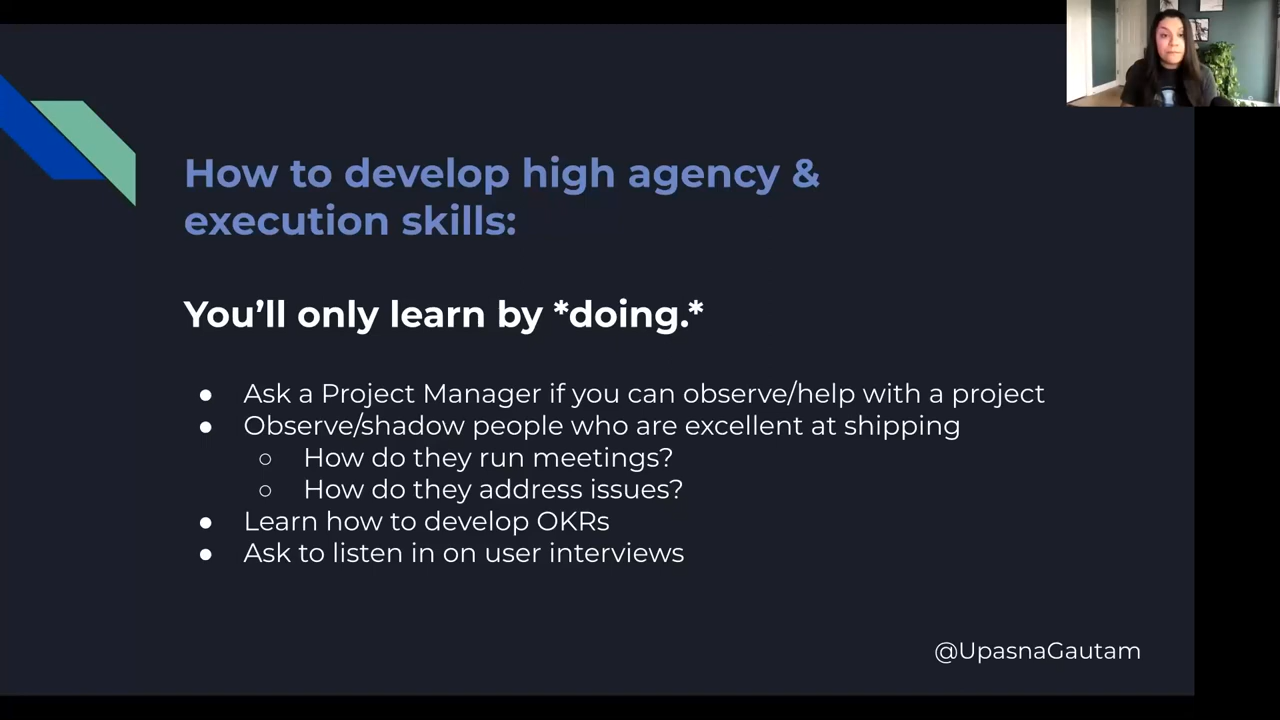 How to develop high agency &
execution skills:
You’ll only learn by *doing.*
● Ask a Project Manager if you can observe/help with a project
● Observe/shadow people who are excellent at shipping
○ How do they run meetings?
○ How do they address issues?
● Learn how to develop OKRs
● Ask to listen in on user interviews
@UpasnaGautam